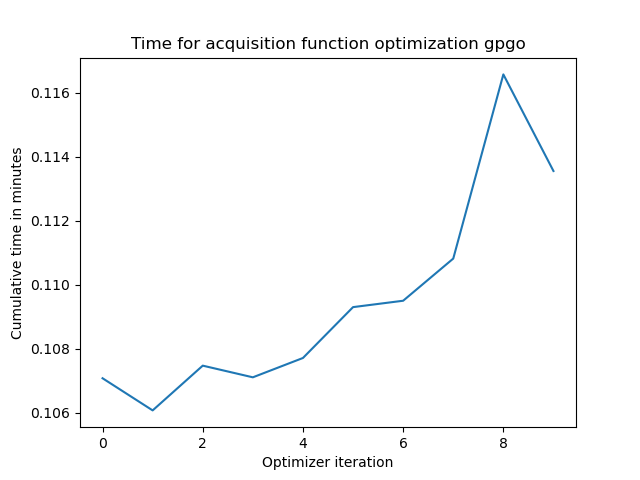 Time for acquisition function optimization gpgo
Cumulative time in minutes
0.116
0.114
0.112
0.110
0.108
0.106
0 2 4 6 8
Optimizer iteration